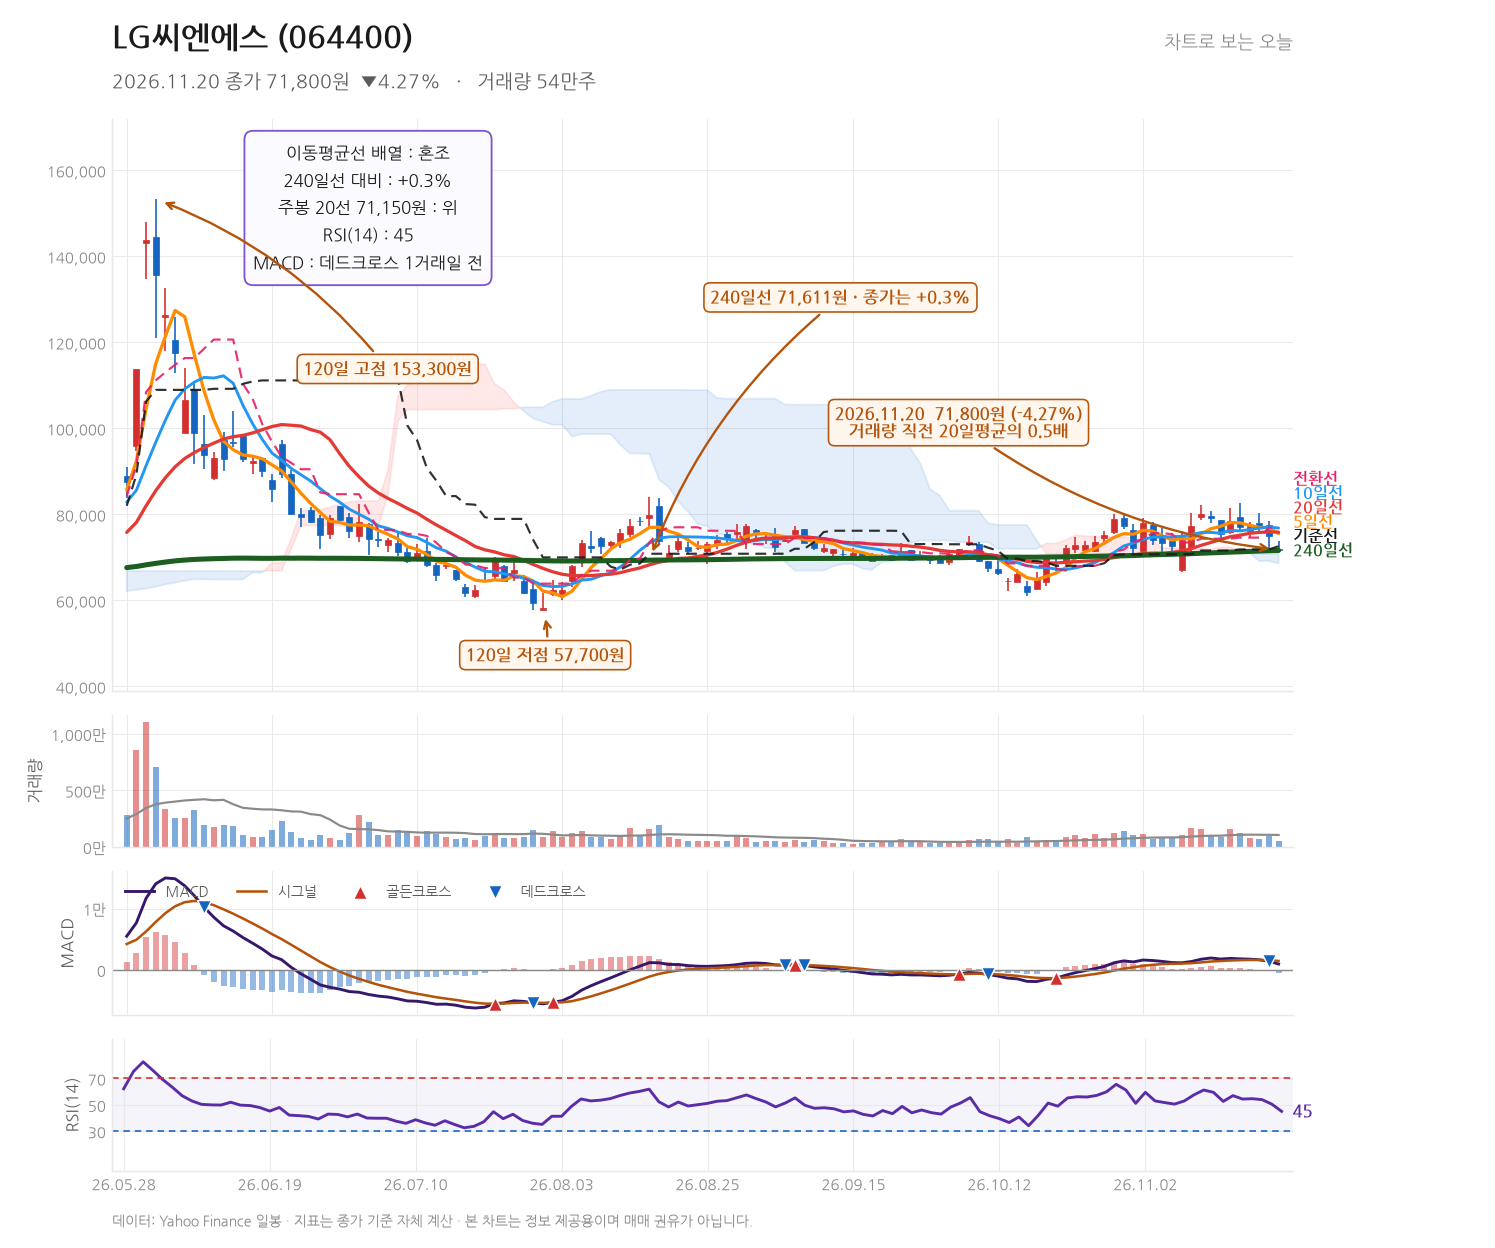 LG씨엔에스 (064400)
차트로 보는 오늘
2026.11.20 종가 71,800원 ▼4.27% · 거래량 54만주
이동평균선 배열 : 혼조
240일선 대비 : +0.3%
주봉 20선 71,150원 : 위
RSI(14) : 45
MACD : 데드크로스 1거래일 전
160,000
140,000
120,000
100,000
80,000
60,000
40,000
240일선 71,611원 · 종가는 +0.3%
120일 고점 153,300원
2026.11.20 71,800원 (-4.27%)
거래량 직전 20일평균의 0.5배
120일 저점 57,700원
전환선
10일선
20일선
5일선
기준선
240일선
거래량
1,000만
500만
0만
MACD
MACD
시그널
골든크로스
데드크로스
1만
0
RSI(14)
70
50
30
45
26.05.28
26.06.19
26.07.10
26.08.03
26.08.25
26.09.15
26.10.12
26.11.02
데이터: Yahoo Finance 일봉 · 지표는 종가 기준 자체 계산 · 본 차트는 정보 제공용이며 매매 권유가 아닙니다.